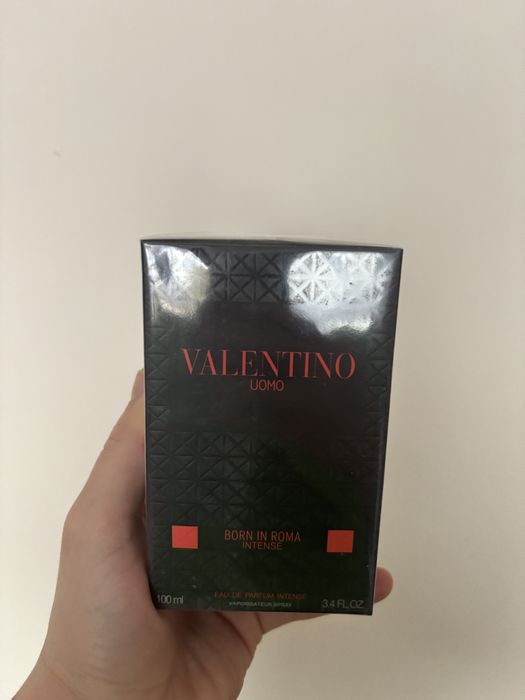 VALENTINO
UOMO
BORN IN ROMA
INTENSE
EAU DE PARFUM INTENSE
VAPORISATEUR SPRAY
100 ml 3.4 FL.OZ.